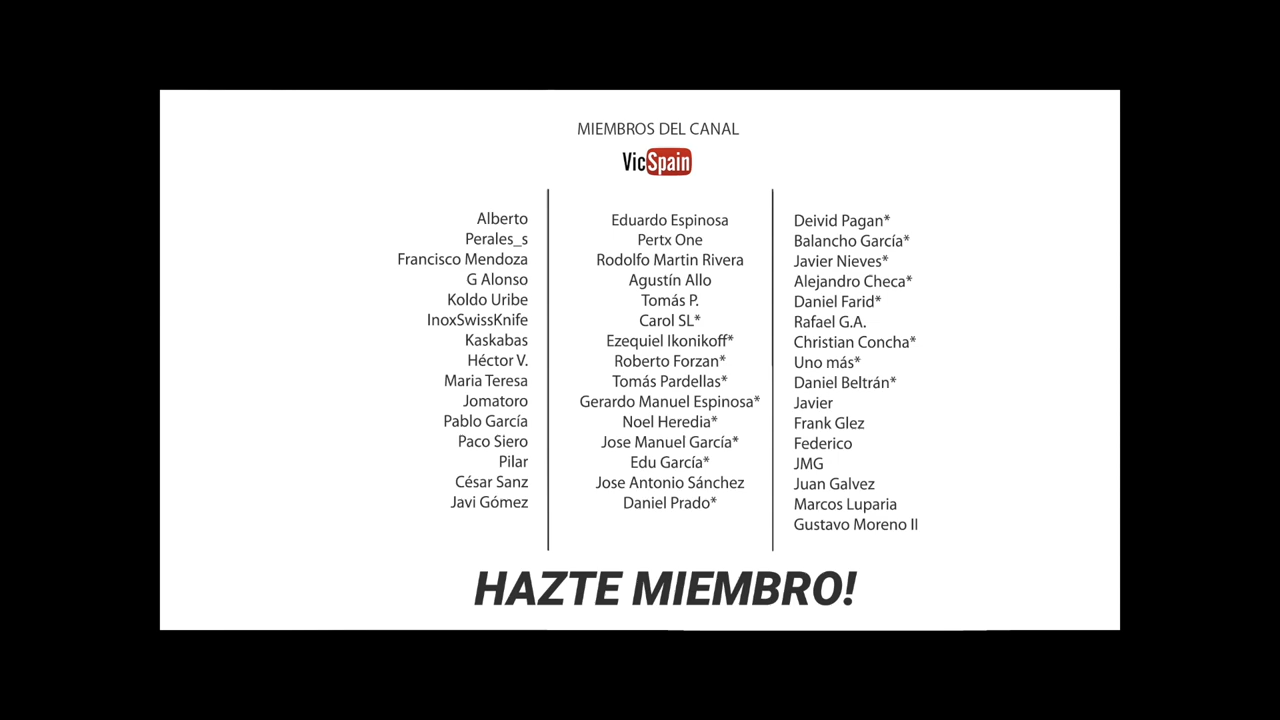 MIEMBROS DEL CANAL
VicSpain
Alberto
Perales_s
Francisco Mendoza
G Alonso
Koldo Uribe
InoxSwissKnife
Kaskabas
Héctor V.
Maria Teresa
Jomatoro
Pablo García
Paco Siero
Pilar
César Sanz
Javi Gómez
Eduardo Espinosa
Pertx One
Rodolfo Martin Rivera
Agustín Allo
Tomás P.
Carol SL*
Ezequiel Ikonikoff*
Roberto Forzan*
Tomás Pardellas*
Gerardo Manuel Espinosa*
Noel Heredia*
Jose Manuel García*
Edu García*
Jose Antonio Sánchez
Daniel Prado*
Deivid Pagan*
Balancho García*
Javier Nieves*
Alejandro Checa*
Daniel Farid*
Rafael G.A.
Christian Concha*
Uno más*
Daniel Beltrán*
Javier
Frank Glez
Federico
JMG
Juan Galvez
Marcos Luparia
Gustavo Moreno II
HAZTE MIEMBRO!